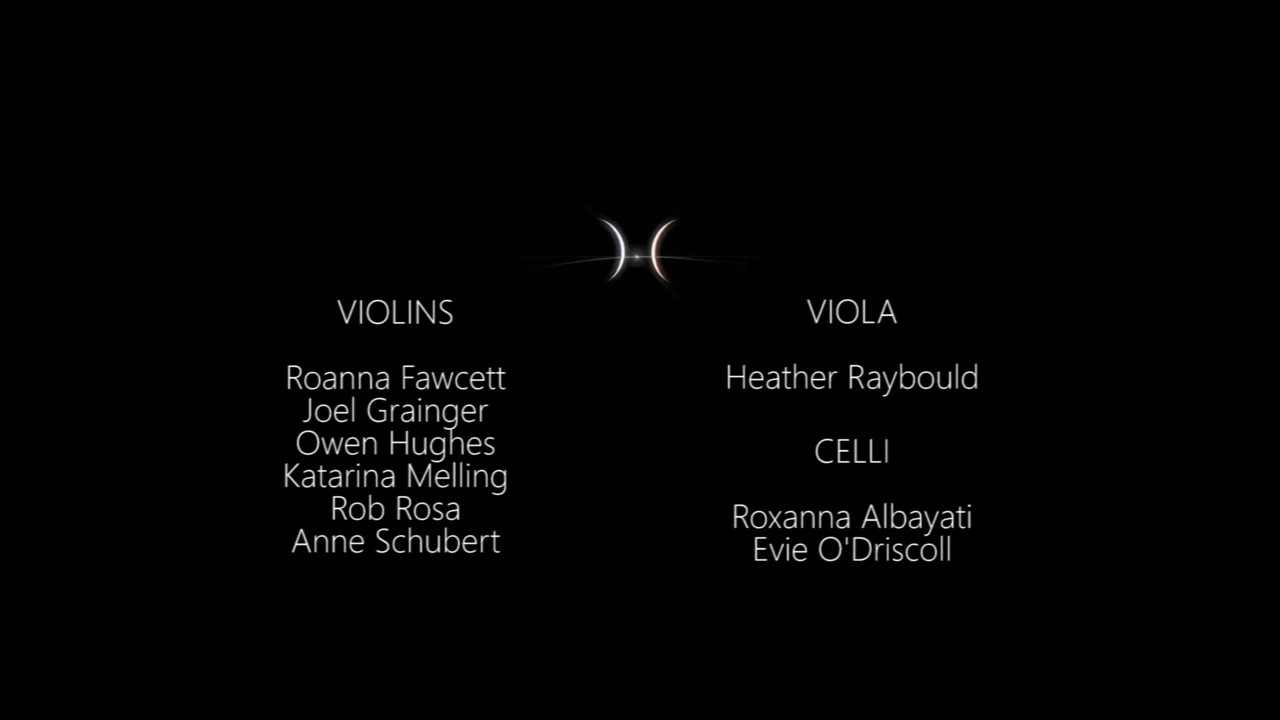 VIOLINS
Roanna Fawcett
Joel Grainger
Owen Hughes
Katarina Melling
Rob Rosa
Anne Schubert
VIOLA
Heather Raybould
CELLI
Roxanna Albayati
Evie O'Driscoll